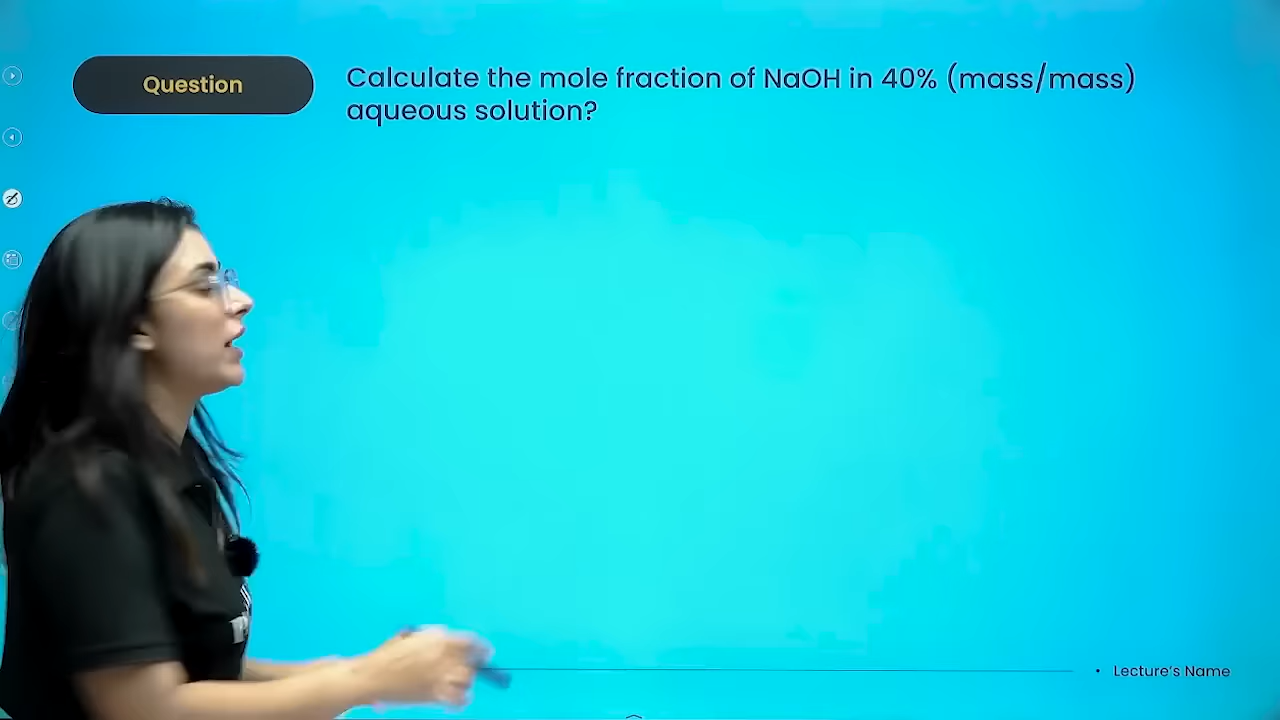 Question
Calculate the mole fraction of NaOH in 40% (mass/mass)
aqueous solution?
• Lecture's Name